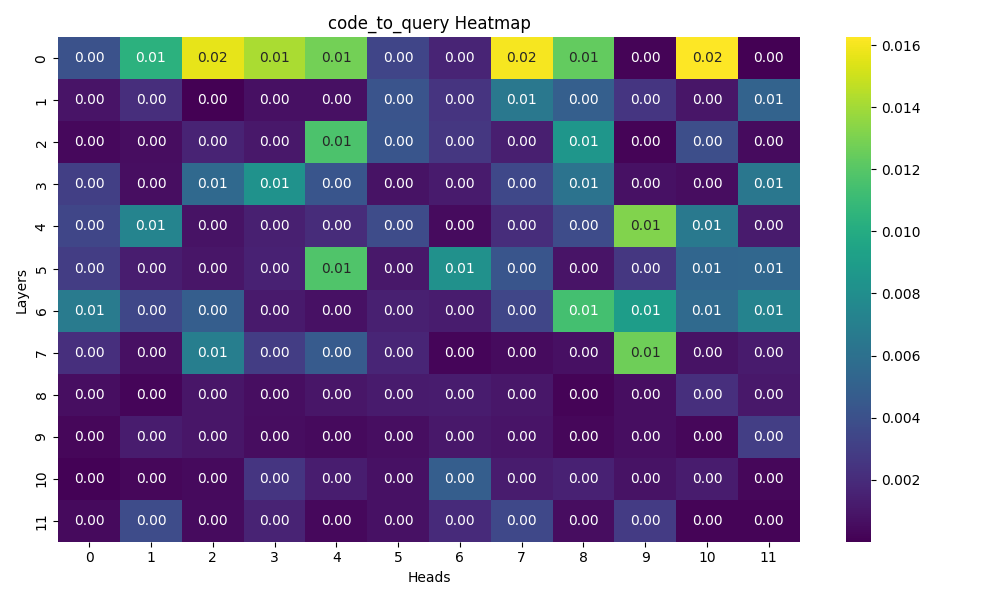 code_to_query Heatmap
0 0.00 0.01 0.02 0.01 0.01 0.00 0.00 0.02 0.01 0.00 0.02 0.00
1 0.00 0.00 0.00 0.00 0.00 0.00 0.00 0.01 0.00 0.00 0.00 0.01
2 0.00 0.00 0.00 0.00 0.01 0.00 0.00 0.00 0.01 0.00 0.00 0.00
3 0.00 0.00 0.01 0.01 0.00 0.00 0.00 0.00 0.01 0.00 0.00 0.01
4 0.00 0.01 0.00 0.00 0.00 0.00 0.00 0.00 0.00 0.01 0.01 0.00
5 0.00 0.00 0.00 0.00 0.01 0.00 0.01 0.00 0.00 0.00 0.01 0.01
6 0.01 0.00 0.00 0.00 0.00 0.00 0.00 0.00 0.01 0.01 0.01 0.01
7 0.00 0.00 0.01 0.00 0.00 0.00 0.00 0.00 0.00 0.01 0.00 0.00
8 0.00 0.00 0.00 0.00 0.00 0.00 0.00 0.00 0.00 0.00 0.00 0.00
9 0.00 0.00 0.00 0.00 0.00 0.00 0.00 0.00 0.00 0.00 0.00 0.00
10 0.00 0.00 0.00 0.00 0.00 0.00 0.00 0.00 0.00 0.00 0.00 0.00
11 0.00 0.00 0.00 0.00 0.00 0.00 0.00 0.00 0.00 0.00 0.00 0.00
0 1 2 3 4 5 6 7 8 9 10 11
Heads
Layers
0.016
0.014
0.012
0.010
0.008
0.006
0.004
0.002